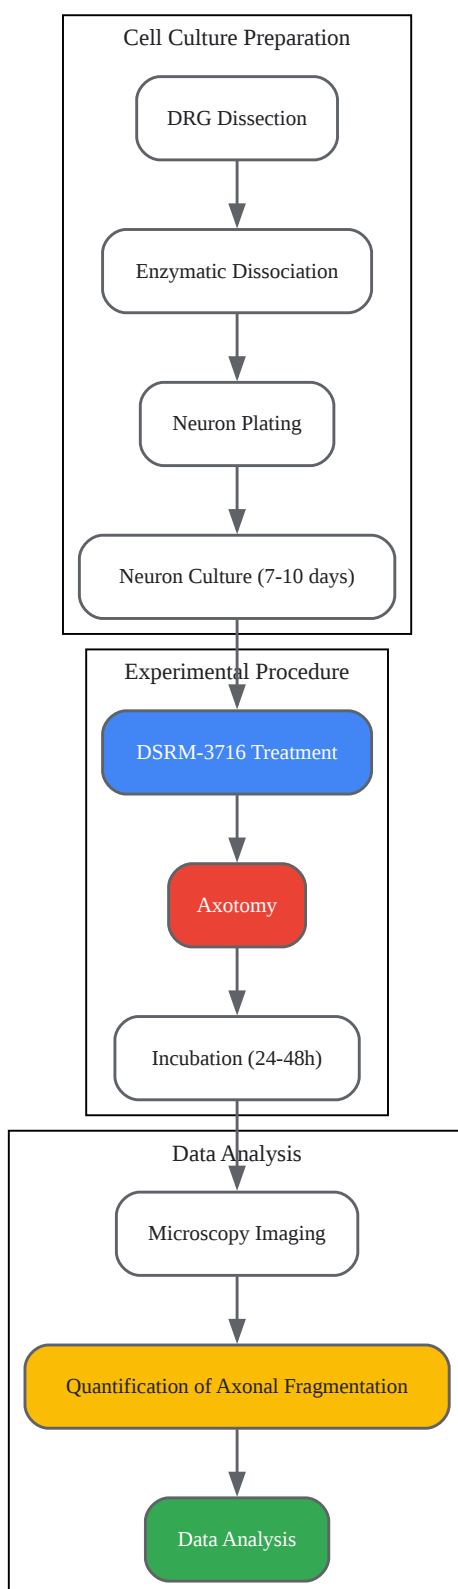 Cell Culture Preparation
DRG Dissection
Enzymatic Dissociation
Neuron Plating
Neuron Culture (7-10 days)
Experimental Procedure
DSRM-3716 Treatment
Axotomy
Incubation (24-48h)
Data Analysis
Microscopy Imaging
Quantification of Axonal Fragmentation
Data Analysis